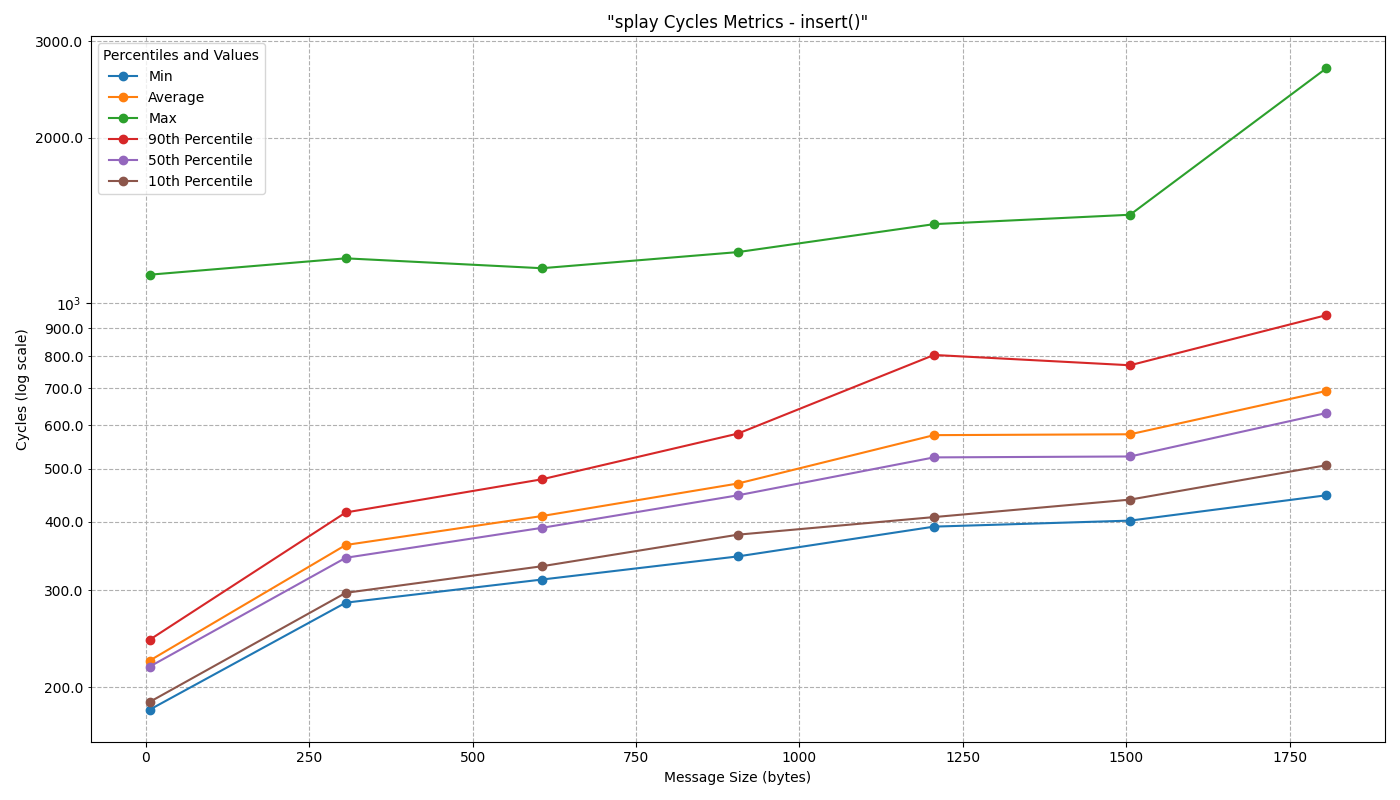 "splay Cycles Metrics - insert()"
Percentiles and Values
Min
Average
Max
90th Percentile
50th Percentile
10th Percentile
3000.0
2000.0
10³
900.0
800.0
700.0
600.0
500.0
400.0
300.0
200.0
Cycles (log scale)
0 250 500 750 1000 1250 1500 1750
Message Size (bytes)